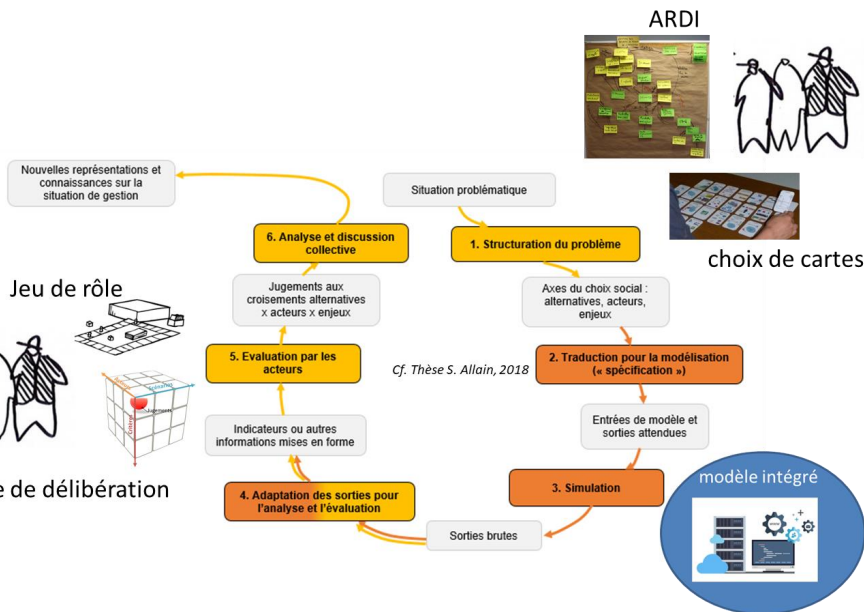 ARDI
Nouvelles représentations et
connaissances sur la
situation de gestion
Situation problématique
6. Analyse et discussion
collective
1. Structuration du problème
choix de cartes
Jeu de rôle
Jugements aux
croisements alternatives
x acteurs x enjeux
Axes du choix social :
alternatives, acteurs,
enjeux
5. Evaluation par les
acteurs
Cf. Thèse S. Allain, 2018
2. Traduction pour la modélisation
(« spécification »)
Indicateurs ou autres
informations mises en forme
Entrées de modèle et
sorties attendues
e de délibération
4. Adaptation des sorties pour
l'analyse et l'évaluation
3. Simulation
modèle intégré
Sorties brutes